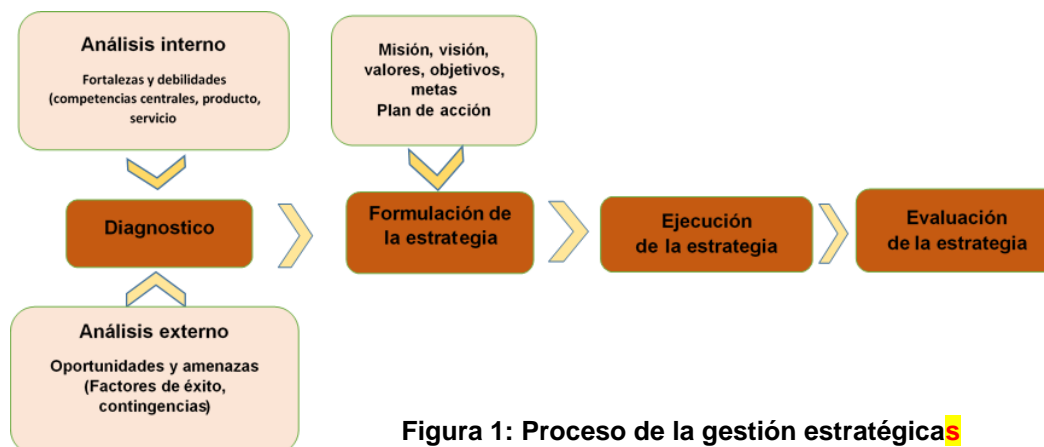 Análisis interno
Fortalezas y debilidades
(competencias centrales, producto,
servicio
Misión, visión,
valores, objetivos,
metas
Plan de acción
Diagnostico
Formulación de
la estrategia
Ejecución
de la estrategia
Evaluación
de la estrategia
Análisis externo
Oportunidades y amenazas
(Factores de éxito,
contingencias)
Figura 1: Proceso de la gestión estratégicas